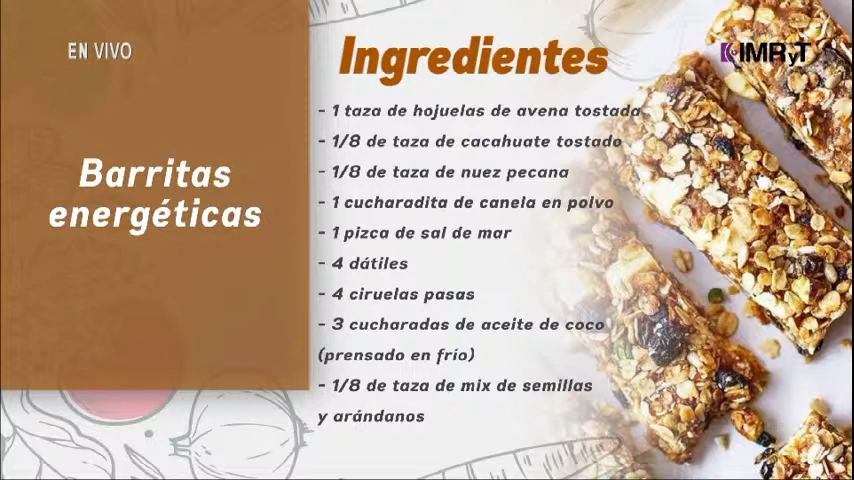 EN VIVO
Ingredientes
IMRyT
Barritas
energéticas
- 1 taza de hojuelas de avena tostada
- 1/8 de taza de cacahuate tostado
- 1/8 de taza de nuez pecana
- 1 cucharadita de canela en polvo
- 1 pizca de sal de mar
- 4 dátiles
- 4 ciruelas pasas
- 3 cucharadas de aceite de coco
(prensado en frío)
- 1/8 de taza de mix de semillas
y arándanos